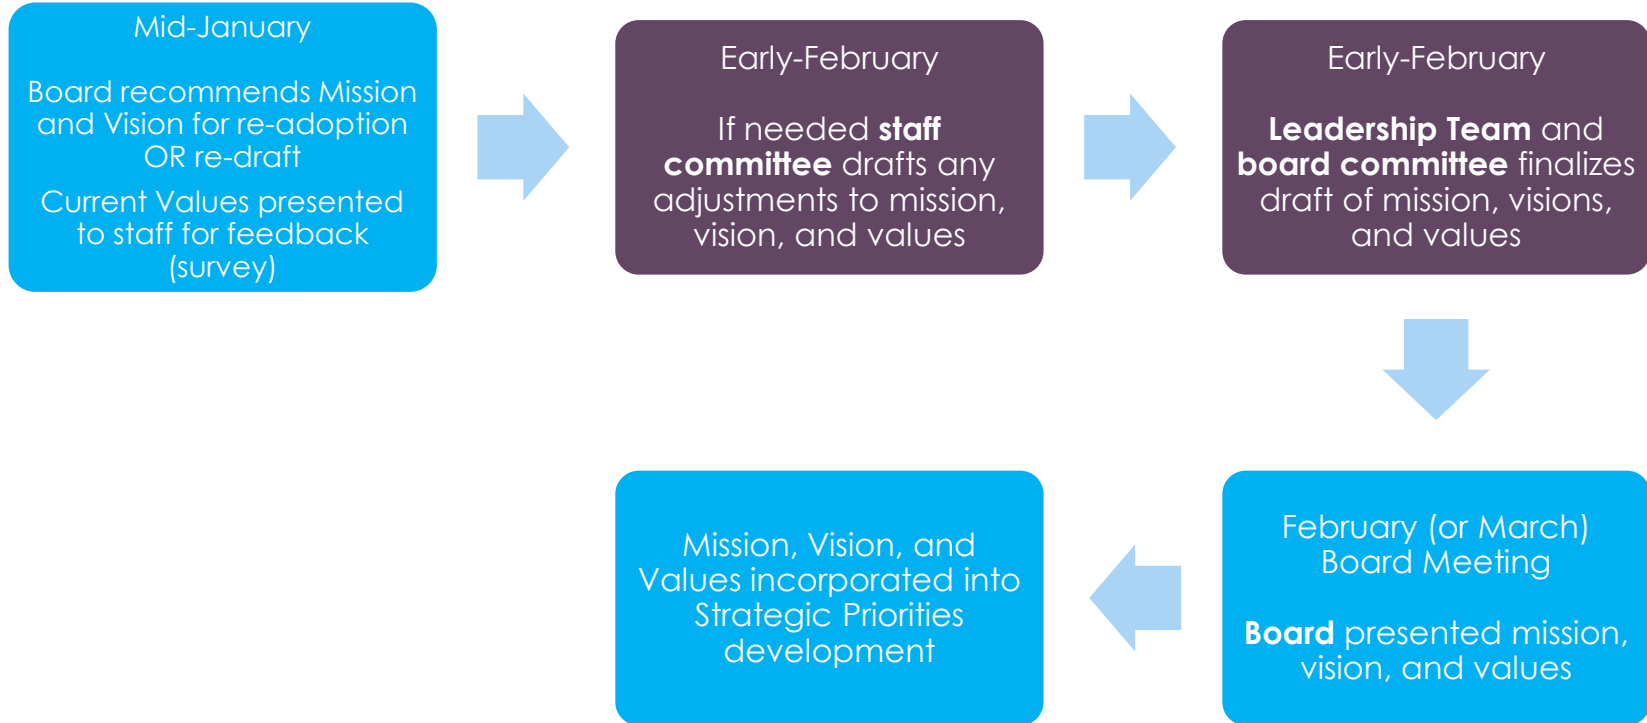 Mid-January
Board recommends Mission
and Vision for re-adoption
OR re-draft
Current Values presented
to staff for feedback
(survey)
Early-February
If needed staff
committee drafts any
adjustments to mission,
vision, and values
Early-February
Leadership Team and
board committee finalizes
draft of mission, visions,
and values
February (or March)
Board Meeting
Board presented mission,
vision, and values
Mission, Vision, and
Values incorporated into
Strategic Priorities
development